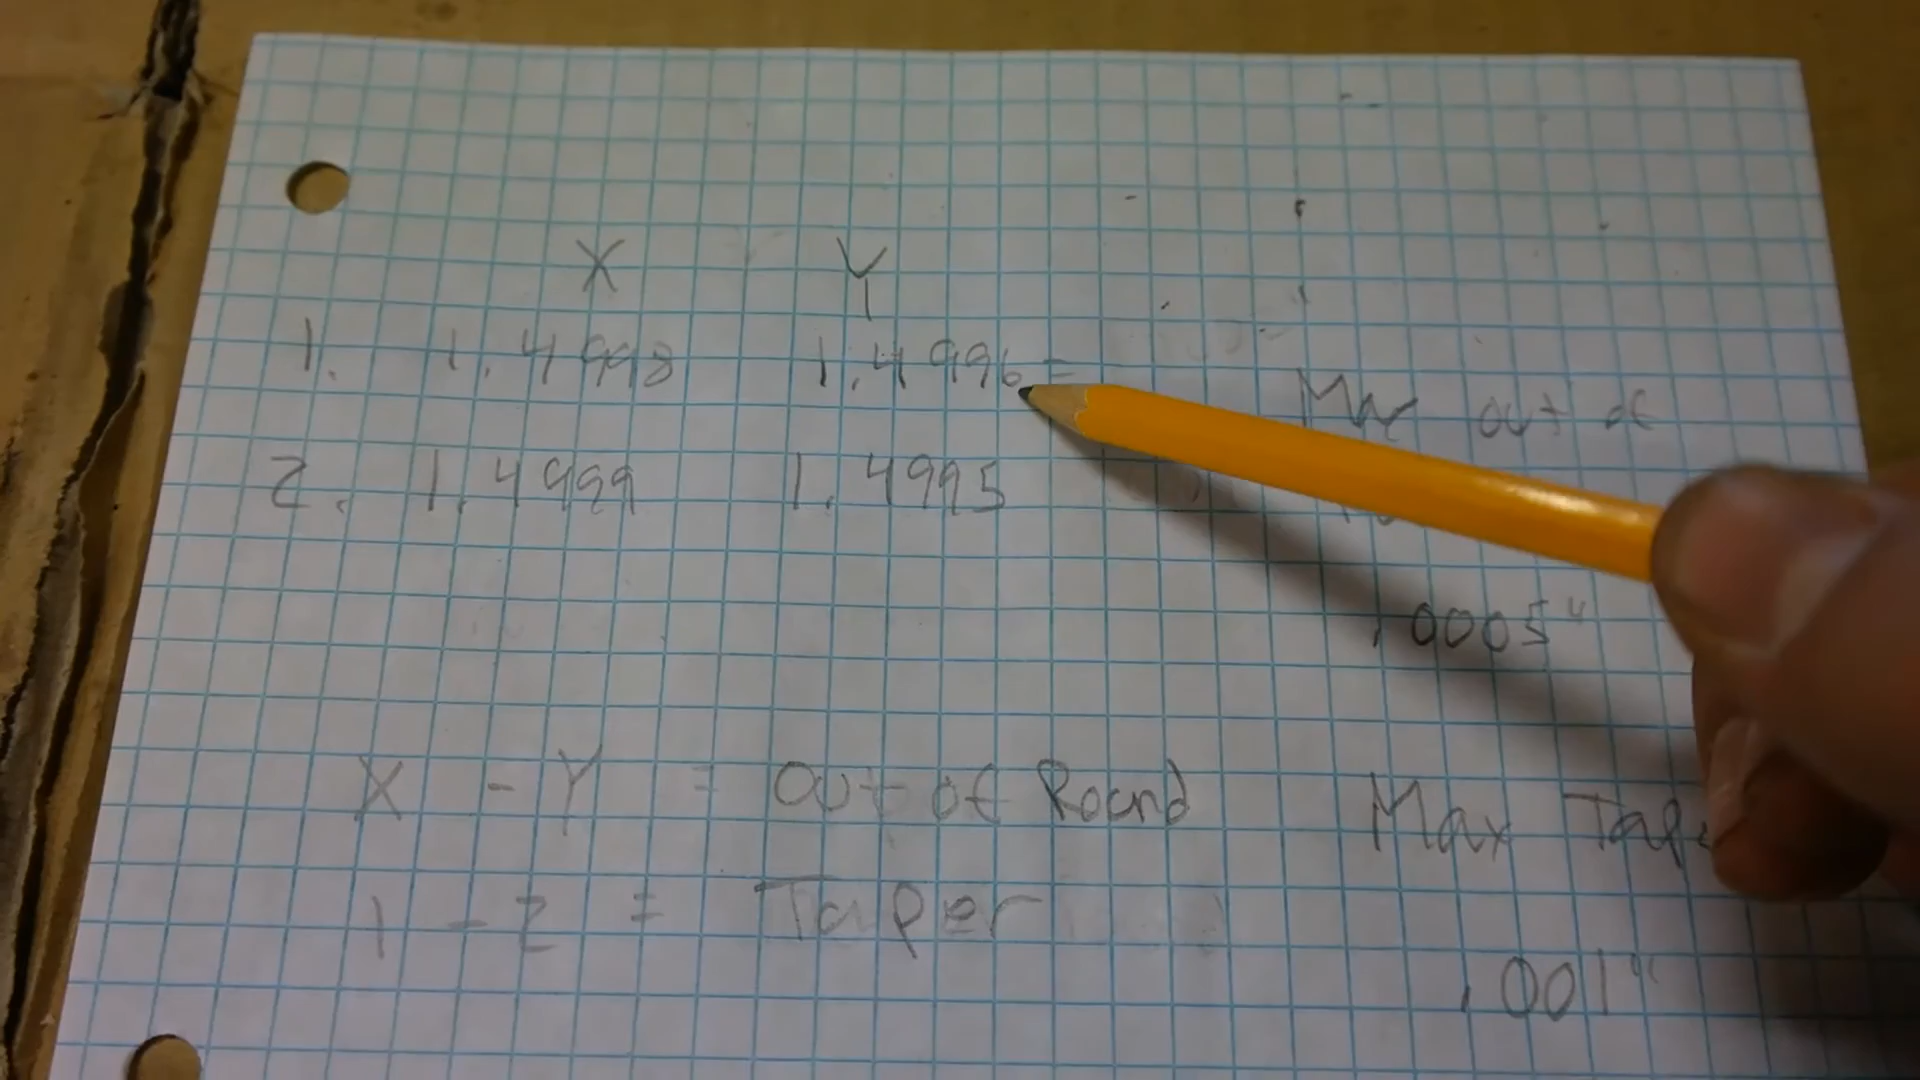 X Y
1. 1.4998 1.4996 =
2. 1.4999 1.4995
Max out of
.0005"
X - Y = Out of Round
1 - 2 = Taper
Max
.001"